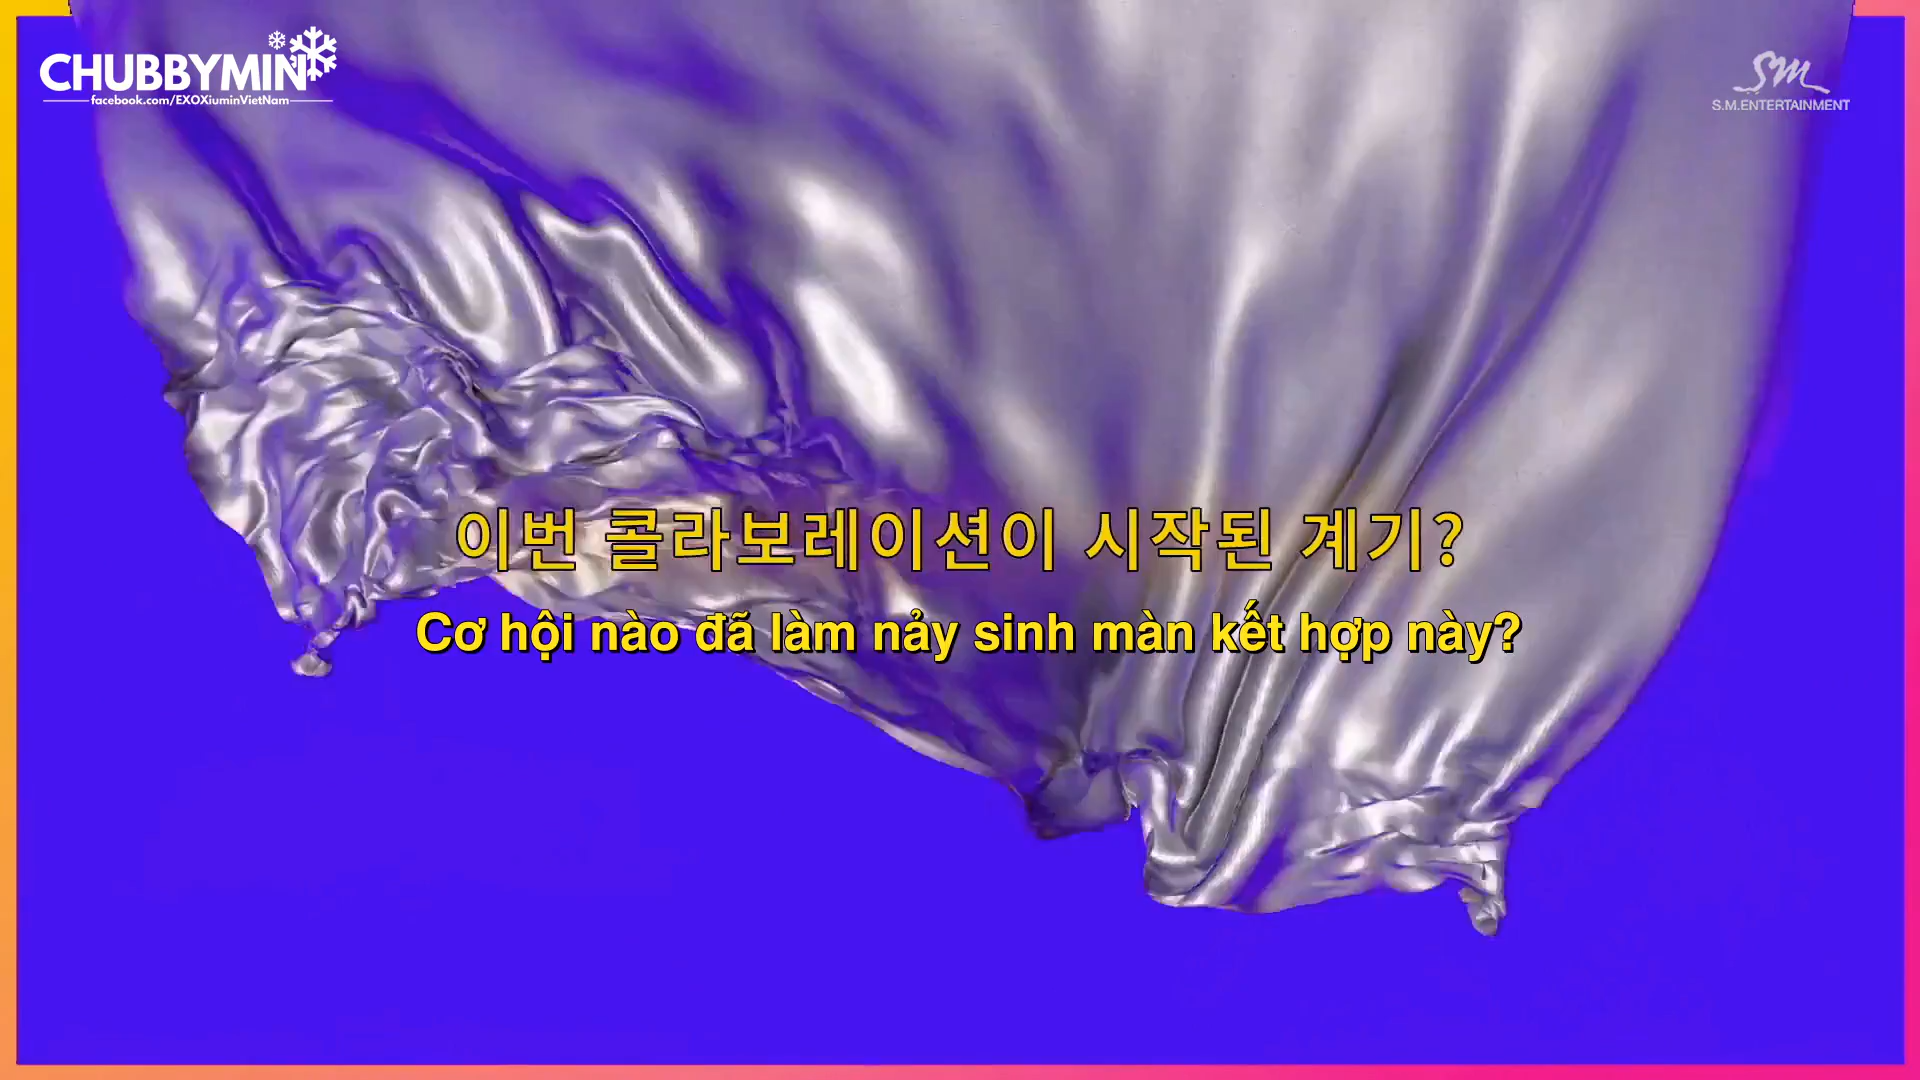 CHUBBYMIN
facebook.com/EXOXiuminVietNam
SM
S.M.ENTERTAINMENT
이번 콜라보레이션이 시작된 계기?
Cơ hội nào đã làm nảy sinh màn kết hợp này?